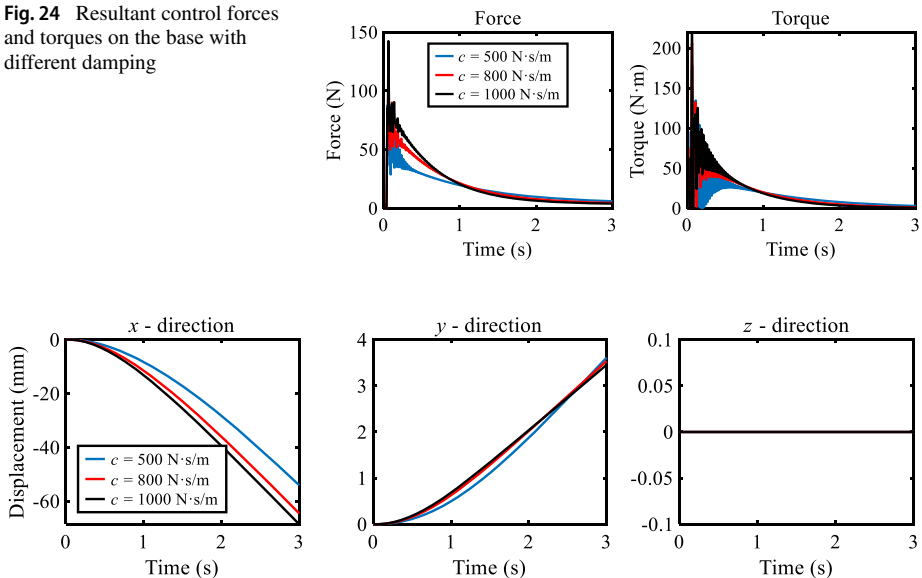 Fig. 24 Resultant control forces
and torques on the base with
different damping
Force
150
100
50
0
Force (N)
c = 500 N·s/m
c = 800 N·s/m
c = 1000 N·s/m
0 1 2 3
Time (s)
Torque
200
150
100
50
0
Torque (N·m)
0 1 2 3
Time (s)
x - direction
0
-20
-40
-60
Displacement (mm)
c = 500 N·s/m
c = 800 N·s/m
c = 1000 N·s/m
0 1 2 3
Time (s)
y - direction
4
3
2
1
0
0 1 2 3
Time (s)
z - direction
0.1
0.05
0
-0.05
-0.1
0 1 2 3
Time (s)